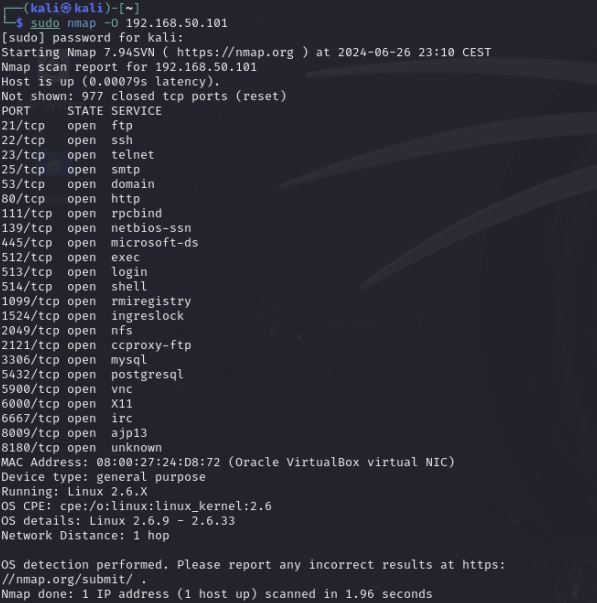 ┌──(kali㉿kali)-[~]
└─$ sudo nmap -O 192.168.50.101
[sudo] password for kali:
Starting Nmap 7.94SVN ( https://nmap.org ) at 2024-06-26 23:10 CEST
Nmap scan report for 192.168.50.101
Host is up (0.00079s latency).
Not shown: 977 closed tcp ports (reset)
PORT     STATE SERVICE
21/tcp   open  ftp
22/tcp   open  ssh
23/tcp   open  telnet
25/tcp   open  smtp
53/tcp   open  domain
80/tcp   open  http
111/tcp  open  rpcbind
139/tcp  open  netbios-ssn
445/tcp  open  microsoft-ds
512/tcp  open  exec
513/tcp  open  login
514/tcp  open  shell
1099/tcp open  rmiregistry
1524/tcp open  ingreslock
2049/tcp open  nfs
2121/tcp open  ccproxy-ftp
3306/tcp open  mysql
5432/tcp open  postgresql
5900/tcp open  vnc
6000/tcp open  X11
6667/tcp open  irc
8009/tcp open  ajp13
8180/tcp open  unknown
MAC Address: 08:00:27:24:D8:72 (Oracle VirtualBox virtual NIC)
Device type: general purpose
Running: Linux 2.6.X
OS CPE: cpe:/o:linux:linux_kernel:2.6
OS details: Linux 2.6.9 - 2.6.33
Network Distance: 1 hop

OS detection performed. Please report any incorrect results at https:
//nmap.org/submit/ .
Nmap done: 1 IP address (1 host up) scanned in 1.96 seconds